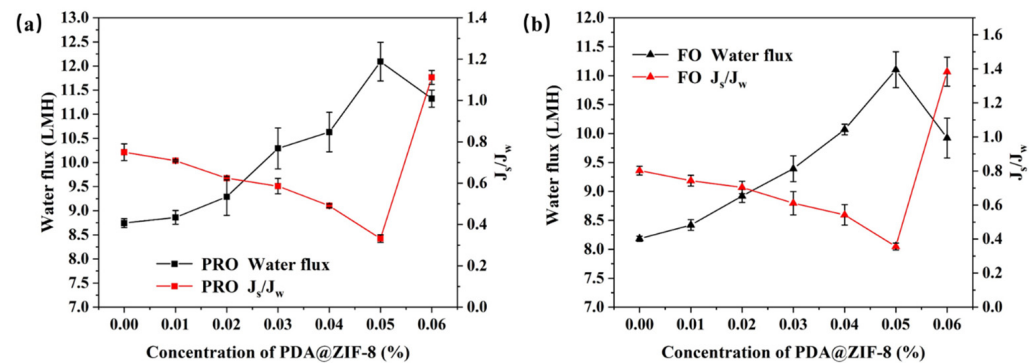 (a)
Water flux (LMH)
13.0
12.5
12.0
11.5
11.0
10.5
10.0
9.5
9.0
8.5
8.0
7.5
7.0
PRO Water flux
PRO Js/Jw
1.4
1.2
1.0
0.8
0.6
0.4
0.2
0.0
Js/Jw
0.00 0.01 0.02 0.03 0.04 0.05 0.06
Concentration of PDA@ZIF-8 (%)
(b)
Water flux (LMH)
12.0
11.5
11.0
10.5
10.0
9.5
9.0
8.5
8.0
7.5
7.0
FO Water flux
FO Js/Jw
1.6
1.4
1.2
1.0
0.8
0.6
0.4
0.2
0.0
Js/Jw
0.00 0.01 0.02 0.03 0.04 0.05 0.06
Concentration of PDA@ZIF-8 (%)